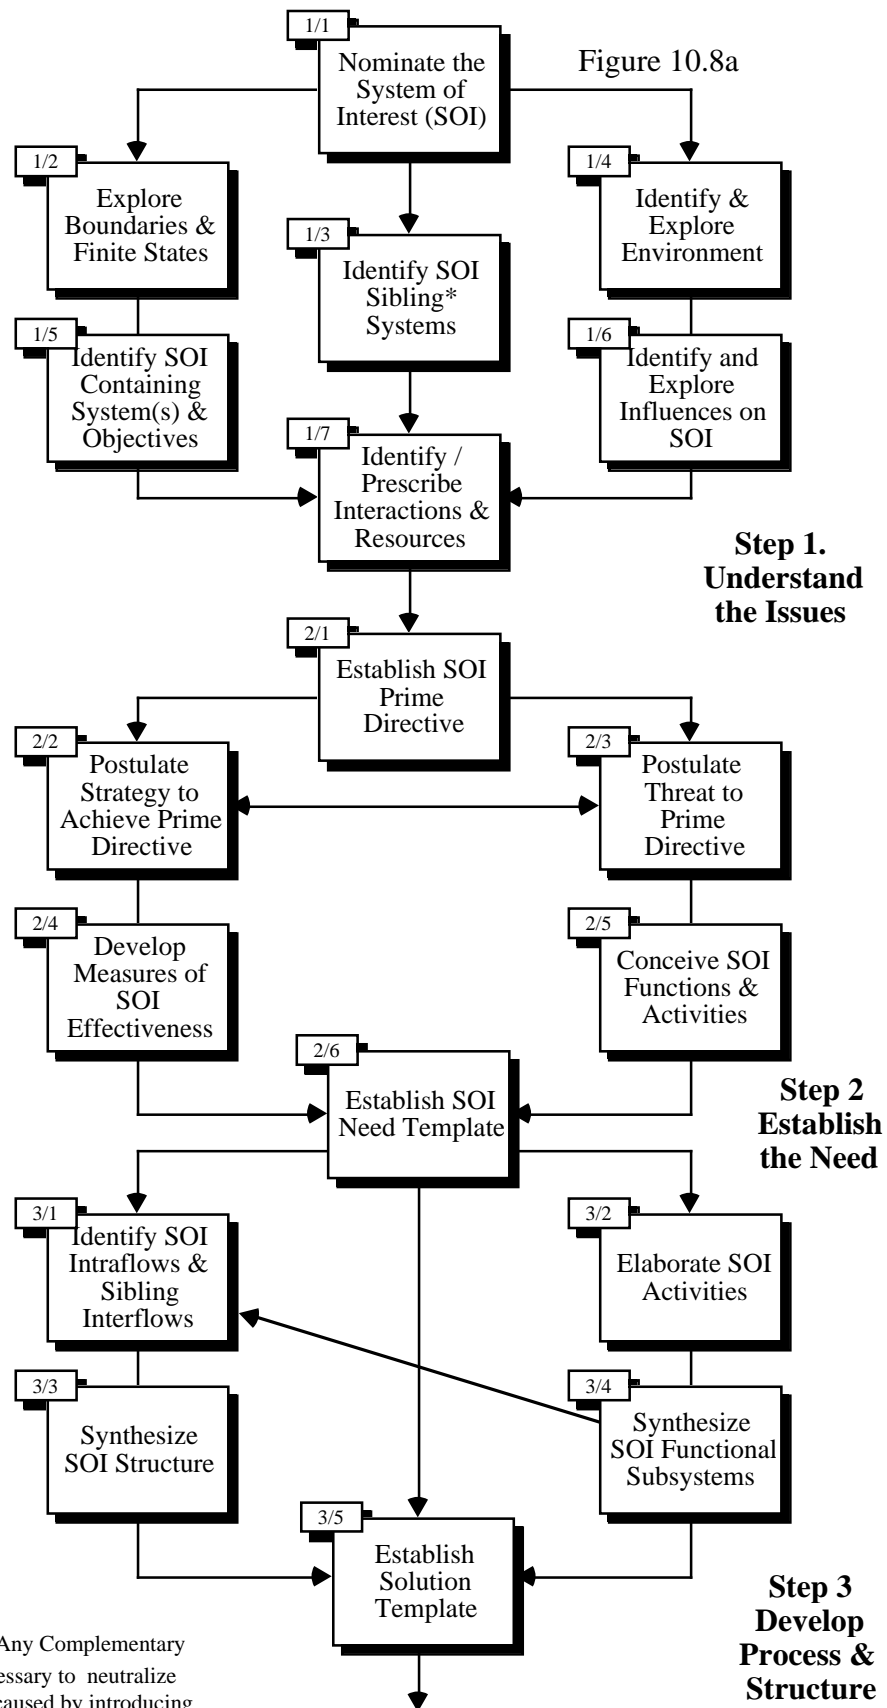 1/1
Nominate the
System of
Interest (SOI)
Figure 10.8a
1/2
Explore
Boundaries &
Finite States
1/3
Identify SOI
Sibling*
Systems
1/4
Identify &
Explore
Environment
1/5
Identify SOI
Containing
System(s) &
Objectives
1/6
Identify and
Explore
Influences on
SOI
1/7
Identify /
Prescribe
Interactions &
Resources
Step 1.
Understand
the Issues
2/1
Establish SOI
Prime
Directive
2/2
Postulate
Strategy to
Achieve Prime
Directive
2/3
Postulate
Threat to
Prime
Directive
2/4
Develop
Measures of
SOI
Effectiveness
2/5
Conceive SOI
Functions &
Activities
2/6
Establish SOI
Need Template
Step 2
Establish
the Need
3/1
Identify SOI
Intraflows &
Sibling
Interflows
3/2
Elaborate SOI
Activities
3/3
Synthesize
SOI Structure
3/4
Synthesize
SOI Functional
Subsystems
3/5
Establish
Solution
Template
Step 3
Develop
Process &
Structure
Any Complementary
to neutralize
caused by introducing